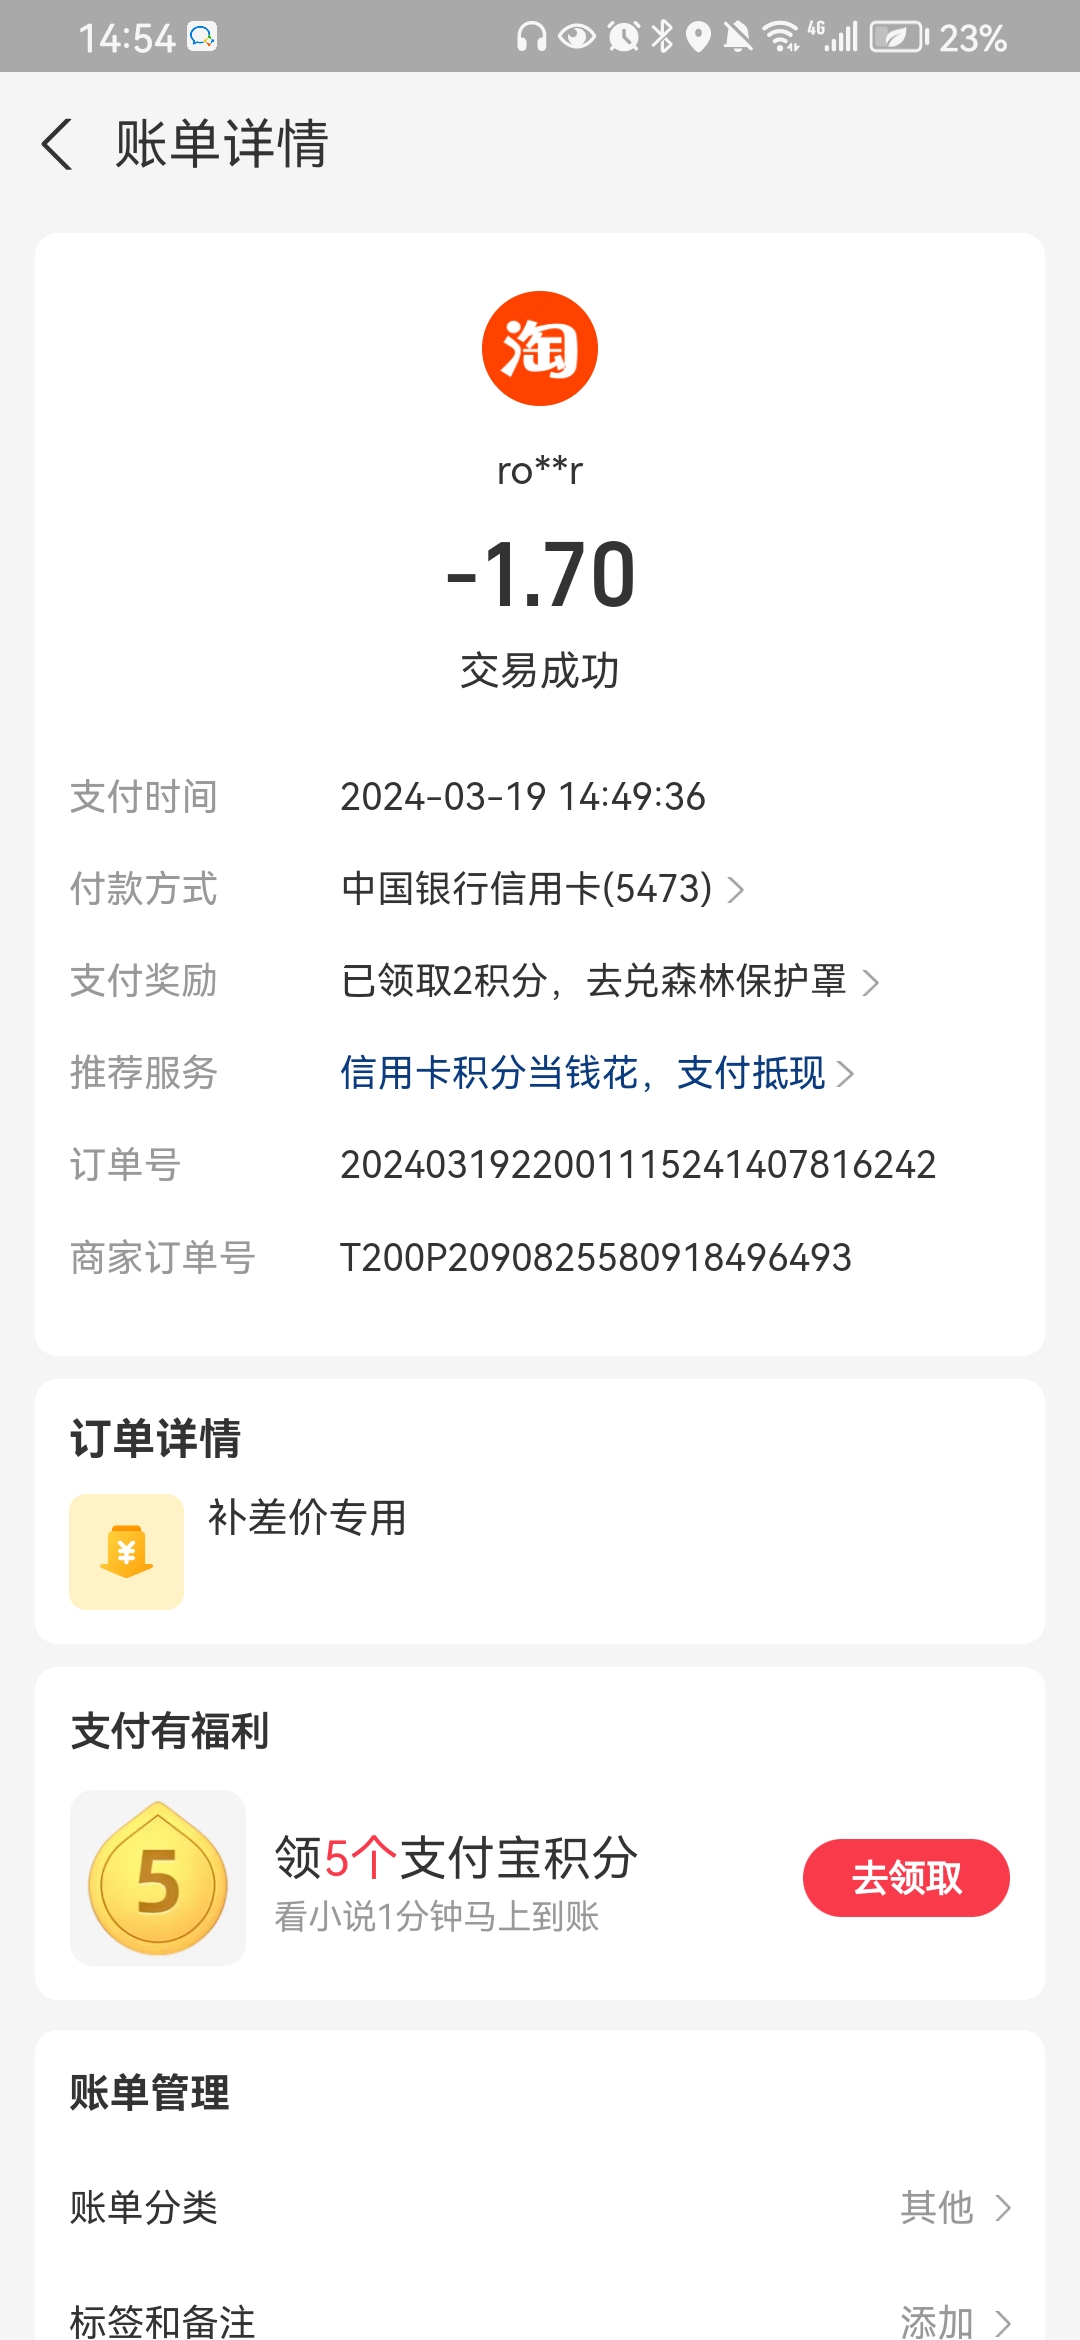 14:54 4G 23%
账单详情
淘
ro**r
-1.70
交易成功
支付时间 2024-03-19 14:49:36
付款方式 中国银行信用卡(5473)
支付奖励 已领取2积分，去兑森林保护罩
推荐服务 信用卡积分当钱花，支付抵现
订单号 20240319220011115241407816242
商家订单号 T200P2090825580918496493
订单详情
¥ 补差价专用
支付有福利
5 领5个支付宝积分 去领取
看小说1分钟马上到账
账单管理
账单分类 其他
标签和备注 添加